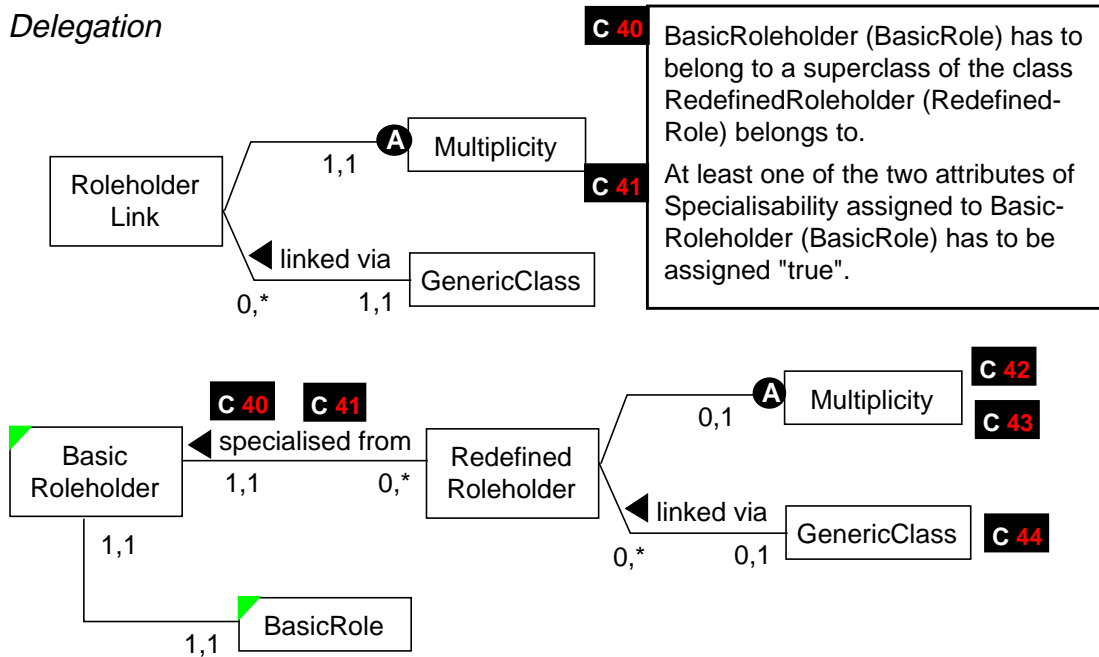 Delegation
C 40
BasicRoleholder (BasicRole) has to
belong to a superclass of the class
RedefinedRoleholder (Redefined-
Role) belongs to.
C 41
At least one of the two attributes of
Specialisability assigned to Basic-
Roleholder (BasicRole) has to be
assigned "true".
Roleholder
Link
1,1
A
Multiplicity
linked via
0,*
1,1
GenericClass
C 40
C 41
Basic
Roleholder
specialised from
1,1
0,*
Redefined
Roleholder
0,1
A
Multiplicity
C 42
C 43
linked via
0,*
0,1
GenericClass
C 44
1,1
1,1
BasicRole